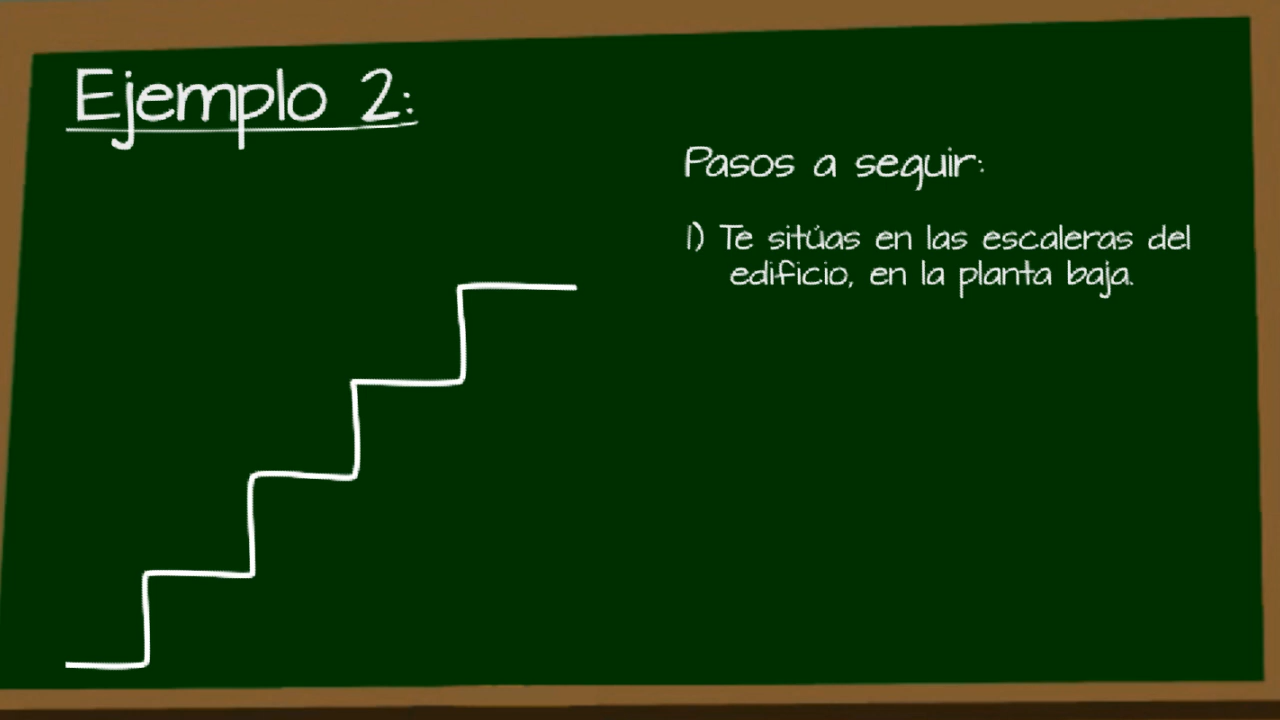 Ejemplo 2:
Pasos a seguir:
1) Te sitúas en las escaleras del
edificio, en la planta baja.